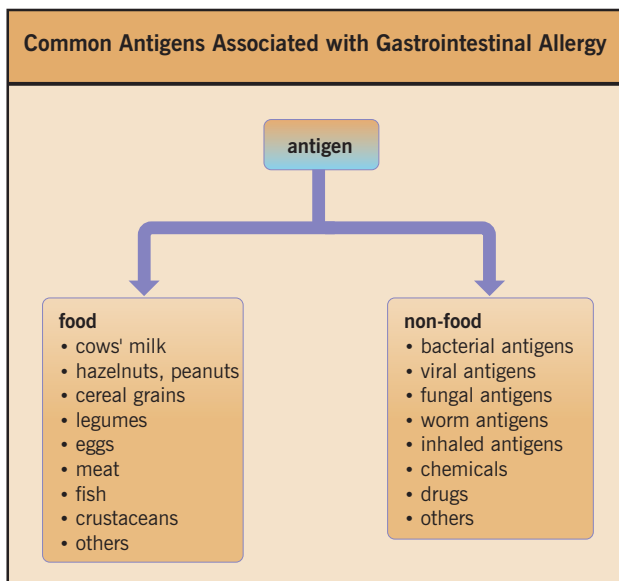 Common Antigens Associated with Gastrointestinal Allergy
antigen
food
• cows' milk
• hazelnuts, peanuts
• cereal grains
• legumes
• eggs
• meat
• fish
• crustaceans
• others
non-food
• bacterial antigens
• viral antigens
• fungal antigens
• worm antigens
• inhaled antigens
• chemicals
• drugs
• others